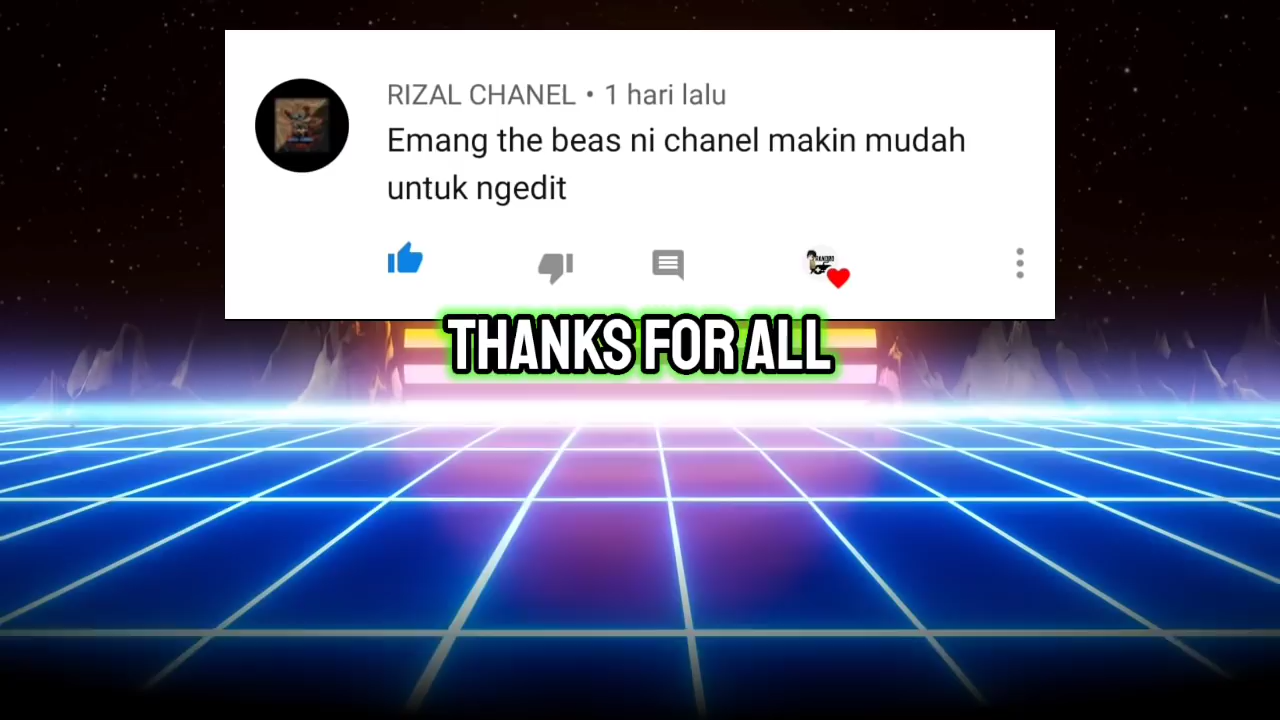 RIZAL CHANEL • 1 hari lalu
Emang the beas ni chanel makin mudah
untuk ngedit
THANKS FOR ALL